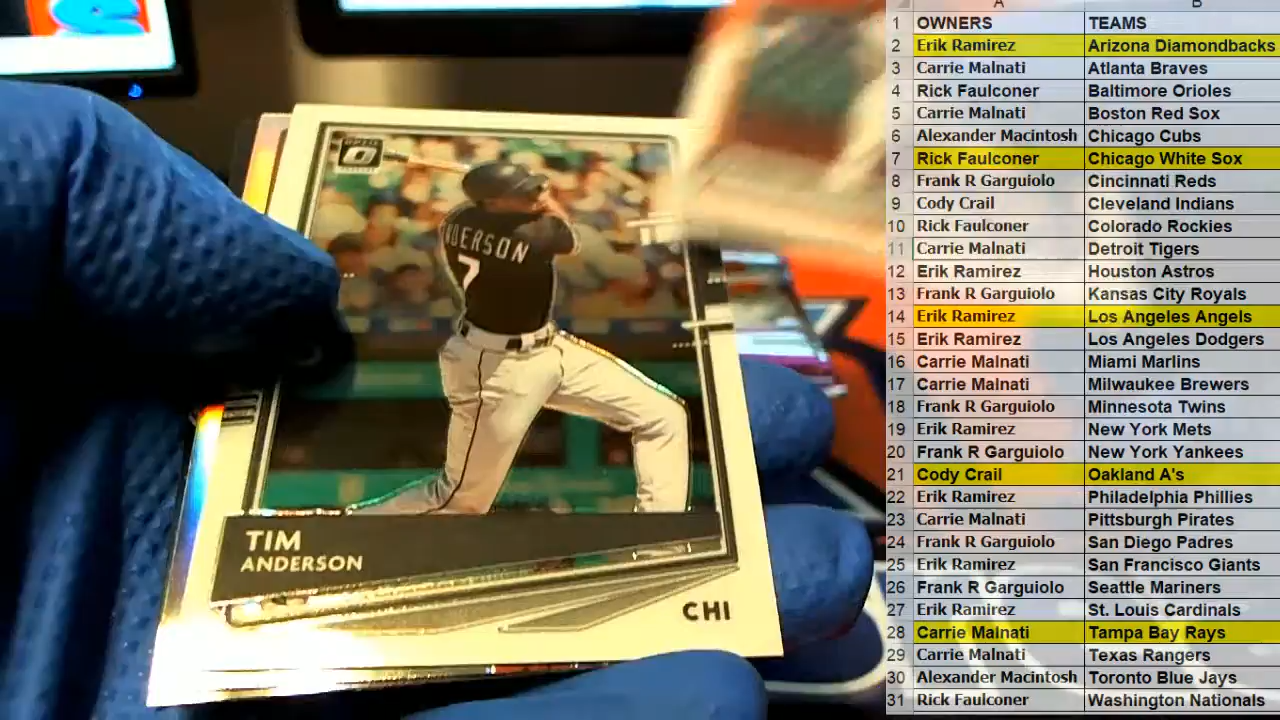 OPTIC
NDERSON
7
TIM
ANDERSON
CHI
A B
1 OWNERS TEAMS
2 Erik Ramirez Arizona Diamondbacks
3 Carrie Malnati Atlanta Braves
4 Rick Faulconer Baltimore Orioles
5 Carrie Malnati Boston Red Sox
6 Alexander Macintosh Chicago Cubs
7 Rick Faulconer Chicago White Sox
8 Frank R Garguiolo Cincinnati Reds
9 Cody Crail Cleveland Indians
10 Rick Faulconer Colorado Rockies
11 Carrie Malnati Detroit Tigers
12 Erik Ramirez Houston Astros
13 Frank R Garguiolo Kansas City Royals
14 Erik Ramirez Los Angeles Angels
15 Erik Ramirez Los Angeles Dodgers
16 Carrie Malnati Miami Marlins
17 Carrie Malnati Milwaukee Brewers
18 Frank R Garguiolo Minnesota Twins
19 Erik Ramirez New York Mets
20 Frank R Garguiolo New York Yankees
21 Cody Crail Oakland A's
22 Erik Ramirez Philadelphia Phillies
23 Carrie Malnati Pittsburgh Pirates
24 Frank R Garguiolo San Diego Padres
25 Erik Ramirez San Francisco Giants
26 Frank R Garguiolo Seattle Mariners
27 Erik Ramirez St. Louis Cardinals
28 Carrie Malnati Tampa Bay Rays
29 Carrie Malnati Texas Rangers
30 Alexander Macintosh Toronto Blue Jays
31 Rick Faulconer Washington Nationals